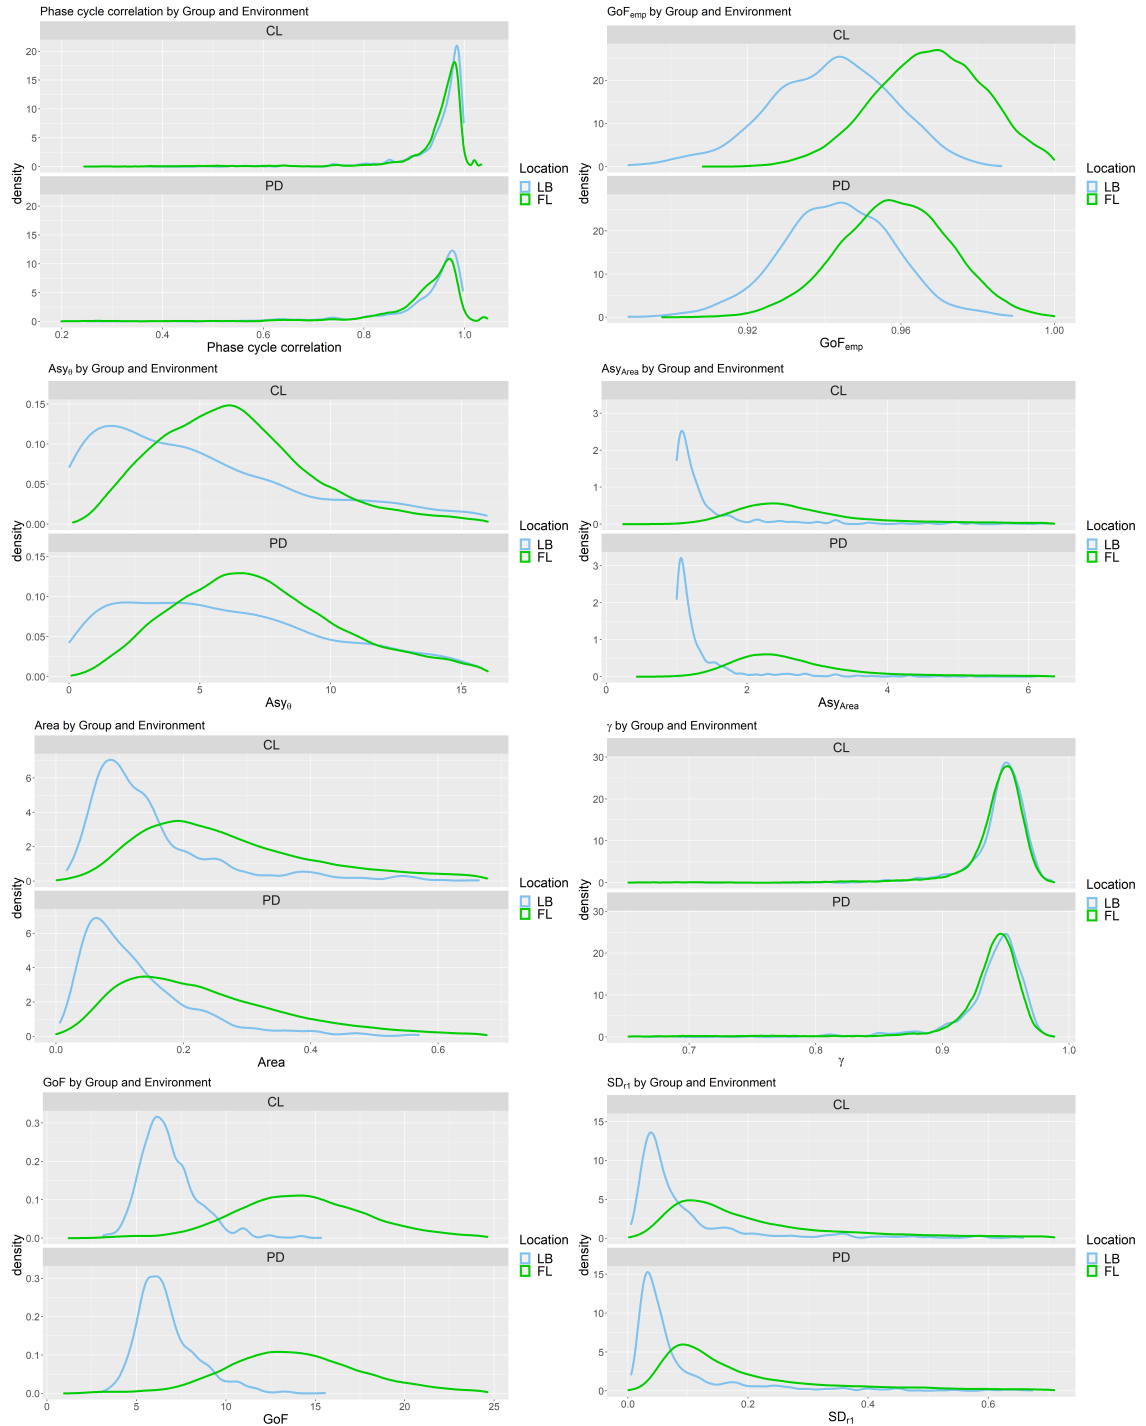 Phase cycle correlation by Group and Environment
CL
20
15
10
5
0
PD
20
15
10
5
0
0.2 0.4 0.6 0.8 1.0
Phase cycle correlation
density
Location
LB
FL
GoFemp by Group and Environment
CL
20
10
0
PD
20
10
0
0.92 0.96 1.00
GoFemp
density
Location
LB
FL
Asyθ by Group and Environment
CL
0.15
0.10
0.05
0.00
PD
0.15
0.10
0.05
0.00
0 5 10 15
Asyθ
density
Location
LB
FL
AsyArea by Group and Environment
CL
3
2
1
0
PD
3
2
1
0
0 2 4 6
AsyArea
density
Location
LB
FL
Area by Group and Environment
CL
6
4
2
0
PD
6
4
2
0
0.0 0.2 0.4 0.6
Area
density
Location
LB
FL
γ by Group and Environment
CL
30
20
10
0
PD
30
20
10
0
0.7 0.8 0.9 1.0
γ
density
Location
LB
FL
GoF by Group and Environment
CL
0.3
0.2
0.1
0.0
PD
0.3
0.2
0.1
0.0
0 5 10 15 20 25
GoF
density
Location
LB
FL
SDr1 by Group and Environment
CL
15
10
5
0
PD
15
10
5
0
0.0 0.2 0.4 0.6
SDr1
density
Location
LB
FL